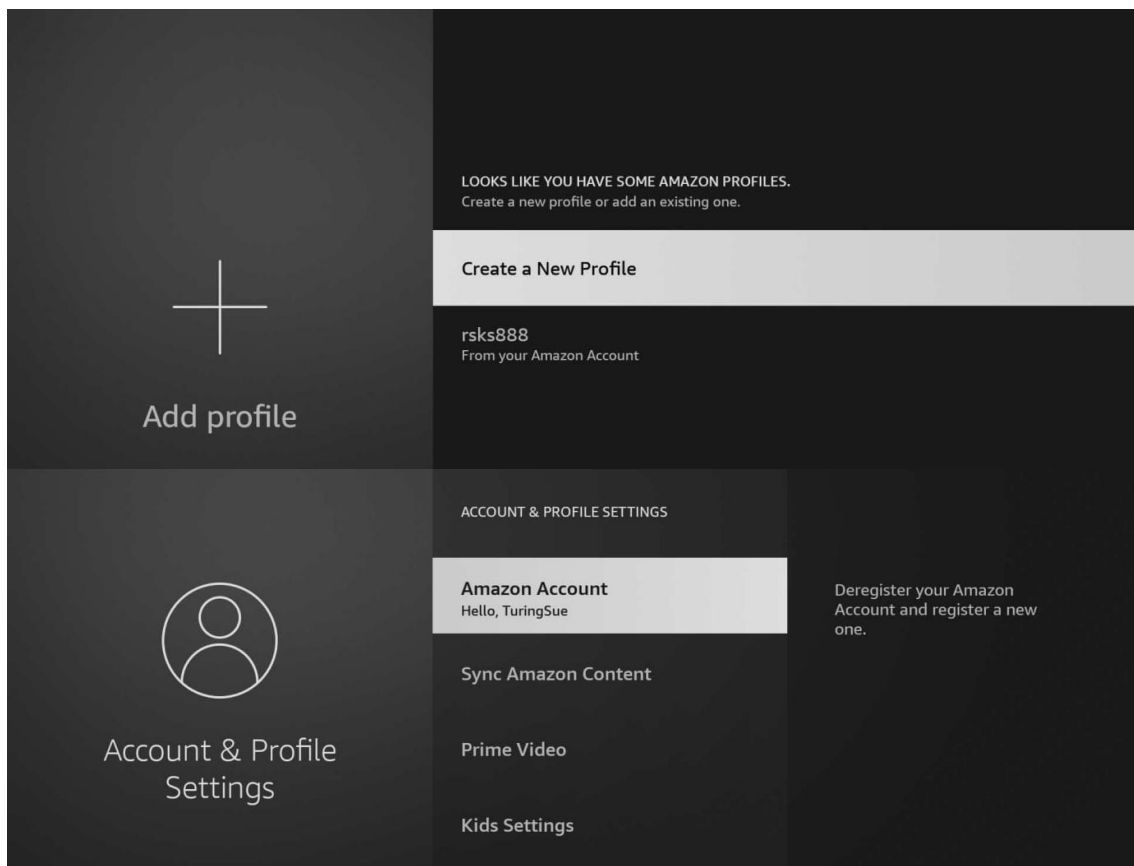 LOOKS LIKE YOU HAVE SOME AMAZON PROFILES.
Create a new profile or add an existing one.
Create a New Profile
rsks888
From your Amazon Account
Add profile
ACCOUNT & PROFILE SETTINGS
Amazon Account
Hello, TuringSue
Deregister your Amazon
Account and register a new
one.
Sync Amazon Content
Prime Video
Kids Settings
Account & Profile
Settings